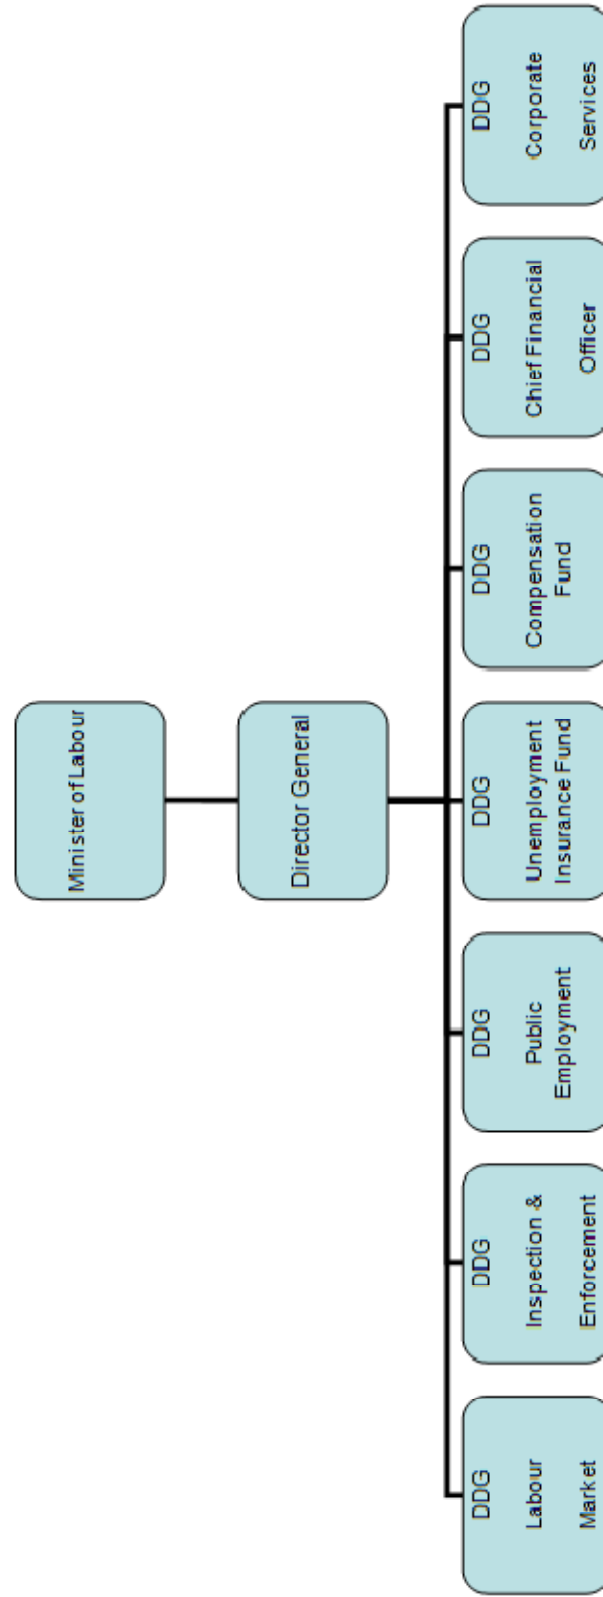 Minister of Labour
Director General
DDG
Labour
Market
DDG
Inspection &
Enforcement
DDG
Public
Employment
DDG
Unemployment
Insurance Fund
DDG
Compensation
Fund
DDG
Chief Financial
Officer
DDG
Corporate
Services